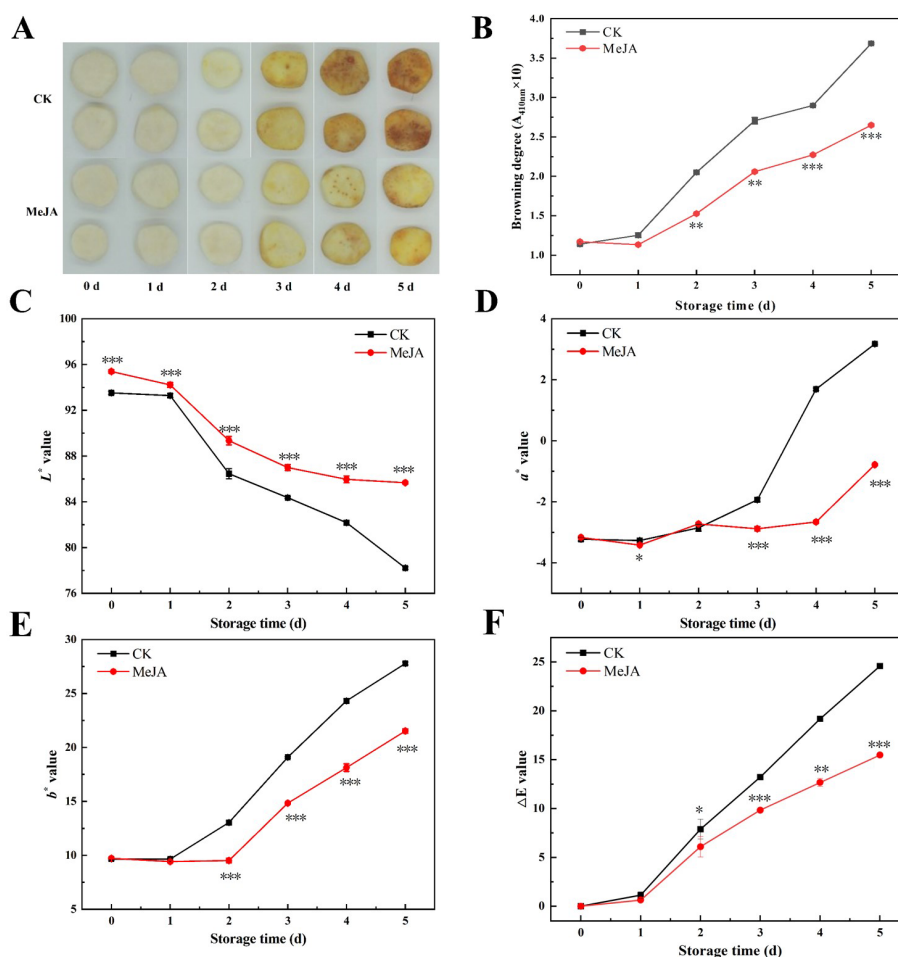 A
CK
MeJA
0 d 1 d 2 d 3 d 4 d 5 d
B
CK
MeJA
Browning degree (A410nm×10)
4.0
3.5
3.0
2.5
2.0
1.5
1.0
** ** *** ***
0 1 2 3 4 5
Storage time (d)
C
CK
MeJA
L* value
100
96
92
88
84
80
76
*** *** *** *** *** ***
0 1 2 3 4 5
Storage time (d)
D
CK
MeJA
a* value
4
2
0
-2
-4
* *** *** ***
0 1 2 3 4 5
Storage time (d)
E
CK
MeJA
b* value
30
25
20
15
10
5
*** *** *** ***
0 1 2 3 4 5
Storage time (d)
F
CK
MeJA
△E value
25
20
15
10
5
0
* *** ** ***
0 1 2 3 4 5
Storage time (d)